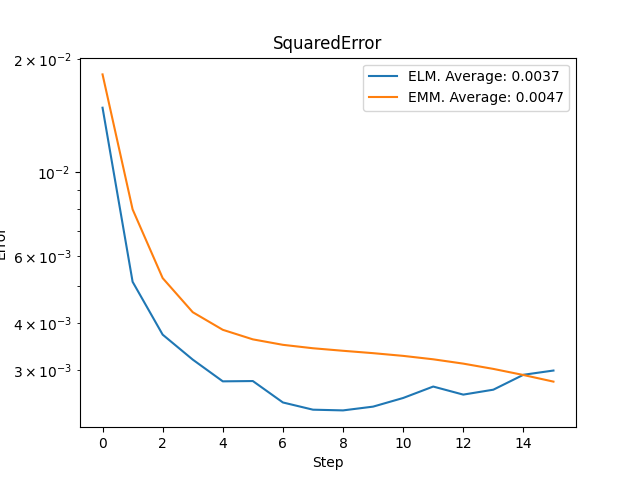 SquaredError
ELM. Average: 0.0037
EMM. Average: 0.0047
2 × 10⁻²
10⁻²
6 × 10⁻³
4 × 10⁻³
3 × 10⁻³
Error
0 2 4 6 8 10 12 14
Step